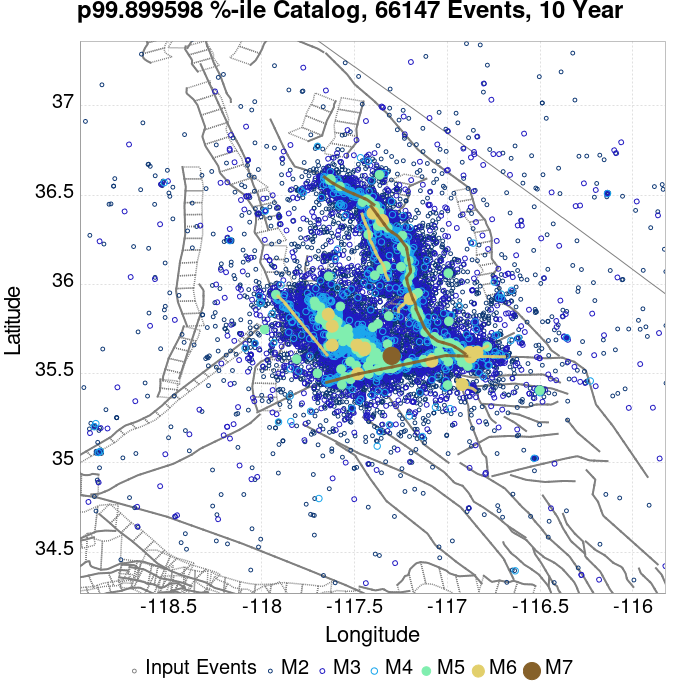 p99.899598 %-ile Catalog, 66147 Events, 10 Year
Latitude
37
36.5
36
35.5
35
34.5
-118.5 -118 -117.5 -117 -116.5 -116
Longitude
Input Events M2 M3 M4 M5 M6 M7